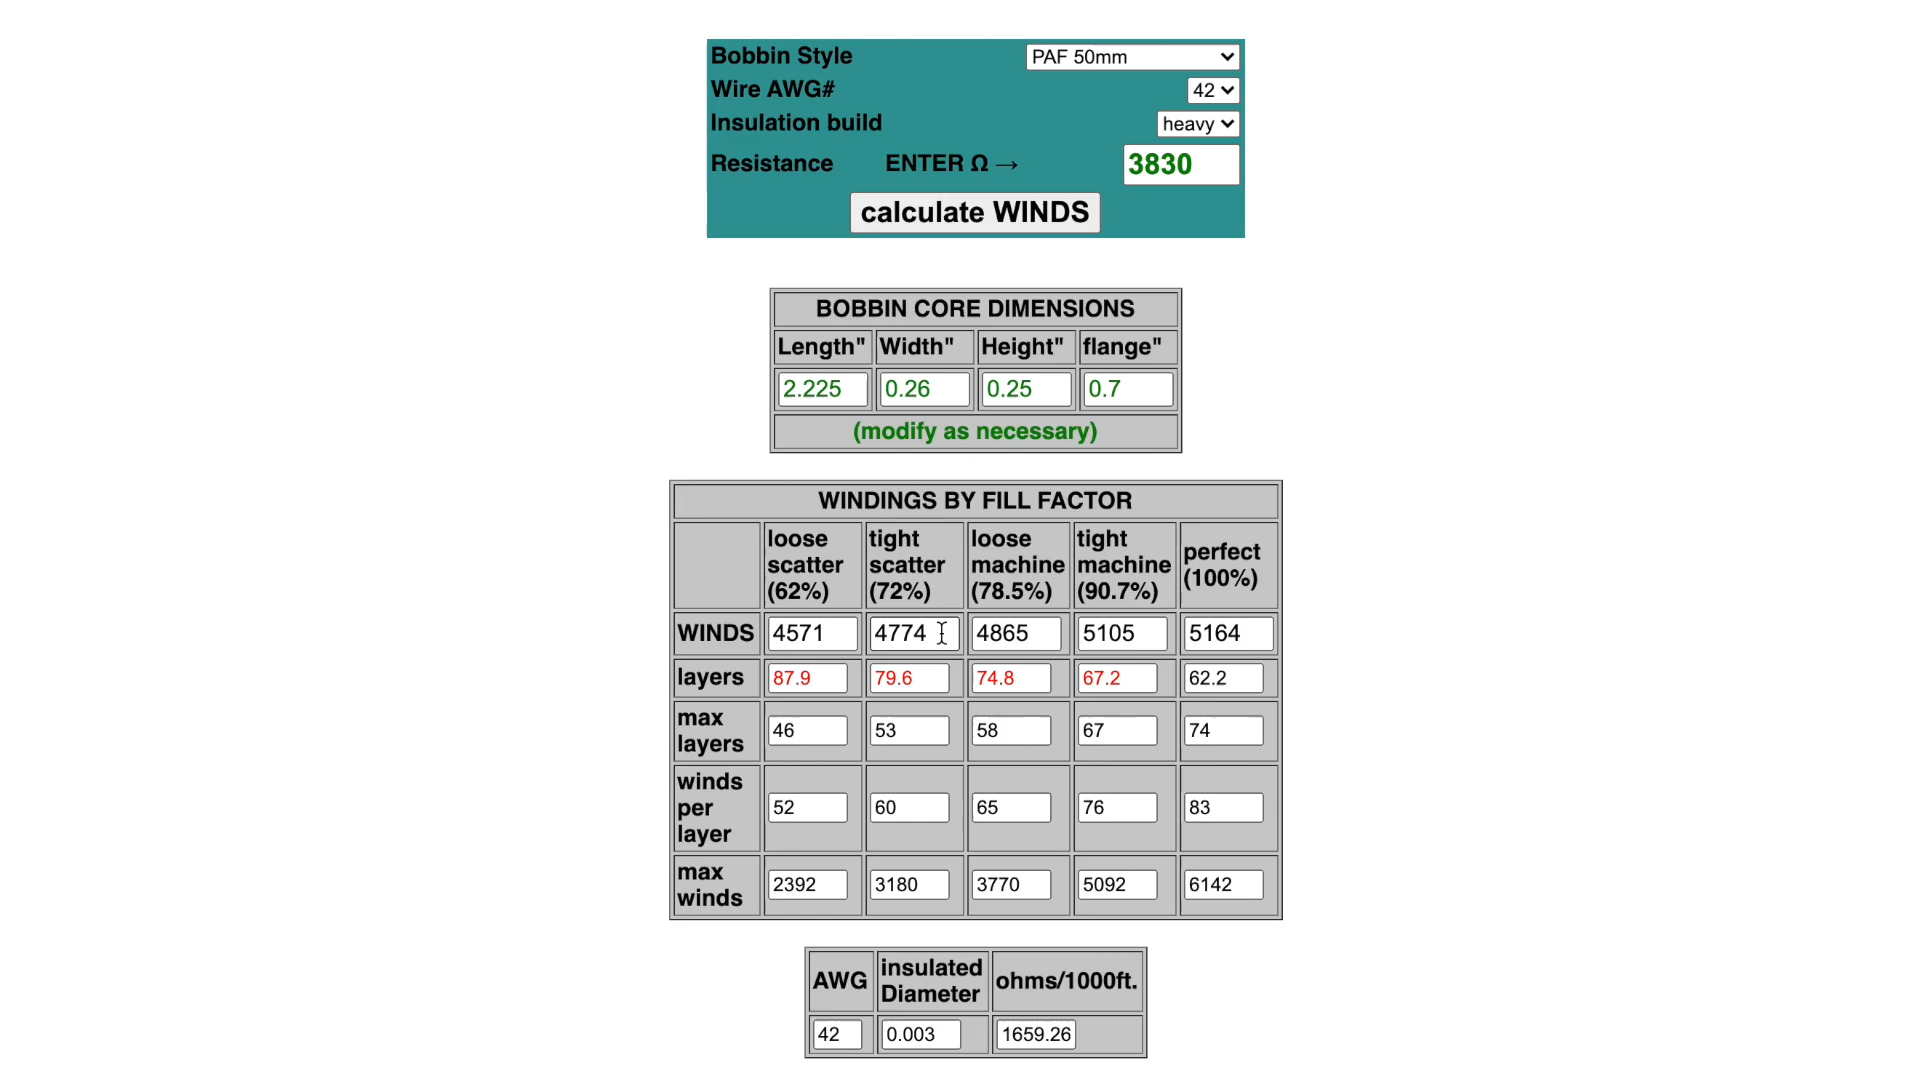 Bobbin Style PAF 50mm
Wire AWG# 42
Insulation build heavy
Resistance ENTER Ω → 3830
calculate WINDS
BOBBIN CORE DIMENSIONS
Length" Width" Height" flange"
2.225 0.26 0.25 0.7
(modify as necessary)
WINDINGS BY FILL FACTOR
loose scatter (62%) tight scatter (72%) loose machine (78.5%) tight machine (90.7%) perfect (100%)
WINDS 4571 4774 4865 5105 5164
layers 87.9 79.6 74.8 67.2 62.2
max layers 46 53 58 67 74
winds per layer 52 60 65 76 83
max winds 2392 3180 3770 5092 6142
AWG insulated Diameter ohms/1000ft.
42 0.003 1659.26